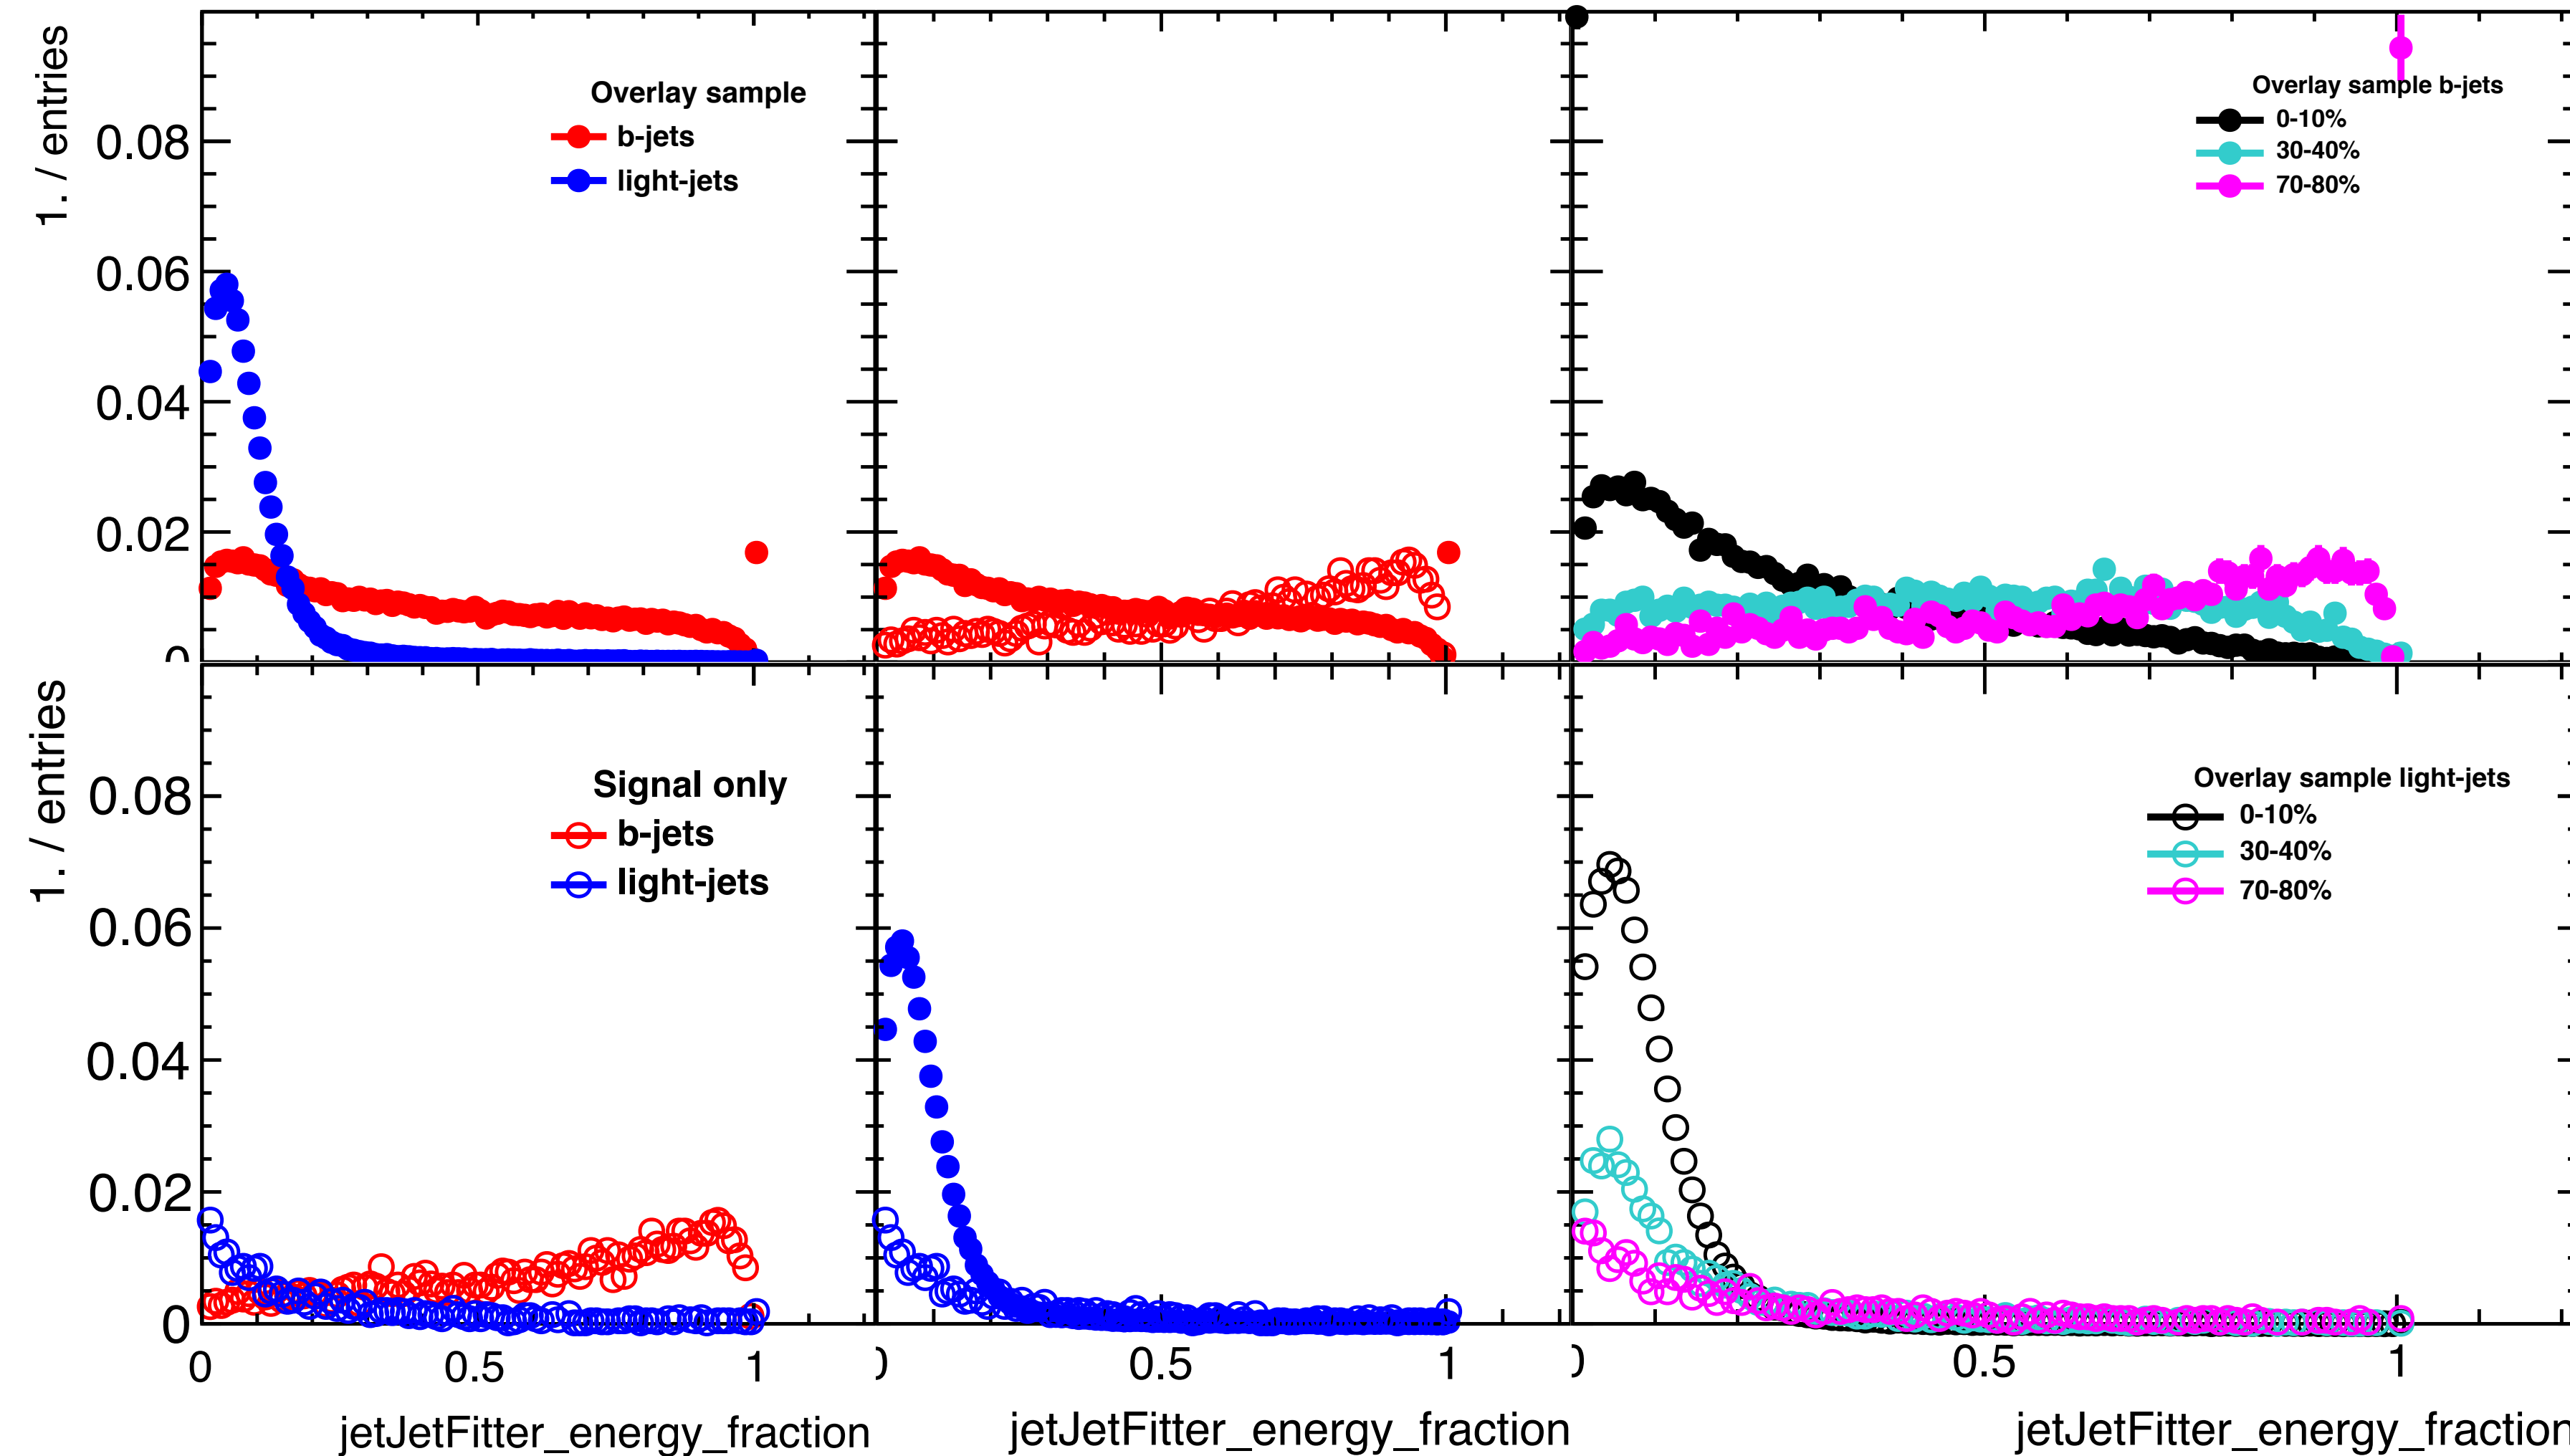 1. / entries
0.08
0.06
0.04
0.02
0
Overlay sample
b-jets
light-jets
Overlay sample b-jets
0-10%
30-40%
70-80%
1. / entries
0.08
0.06
0.04
0.02
0
Signal only
b-jets
light-jets
Overlay sample light-jets
0-10%
30-40%
70-80%
0 0.5 1
0 0.5 1
0 0.5 1
jetJetFitter_energy_fraction
jetJetFitter_energy_fraction
jetJetFitter_energy_fraction